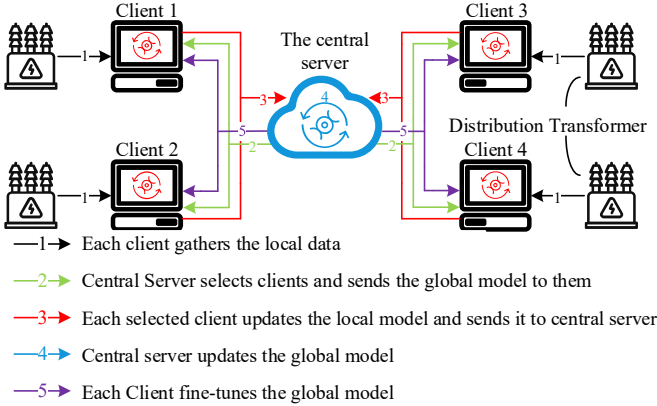 Client 1
Client 3
The central
server
1
1
3
4
3
5
5
2
2
Distribution Transformer
Client 2
Client 4
1
1
1 Each client gathers the local data
2 Central Server selects clients and sends the global model to them
3 Each selected client updates the local model and sends it to central server
4 Central server updates the global model
5 Each Client fine-tunes the global model